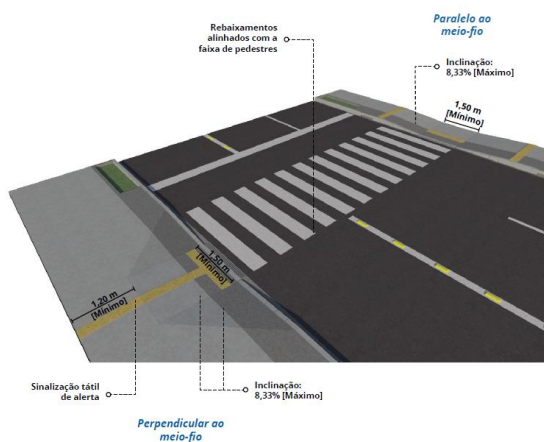 Paralelo ao
meio-fio
Rebaixamentos
alinhados com a
faixa de pedestres
Inclinação:
8,33% [Máximo]
1,50 m
[Mínimo]
1,50 m
[Mínimo]
1,20 m
[Mínimo]
Sinalização tátil
de alerta
Inclinação:
8,33% [Máximo]
Perpendicular ao
meio-fio